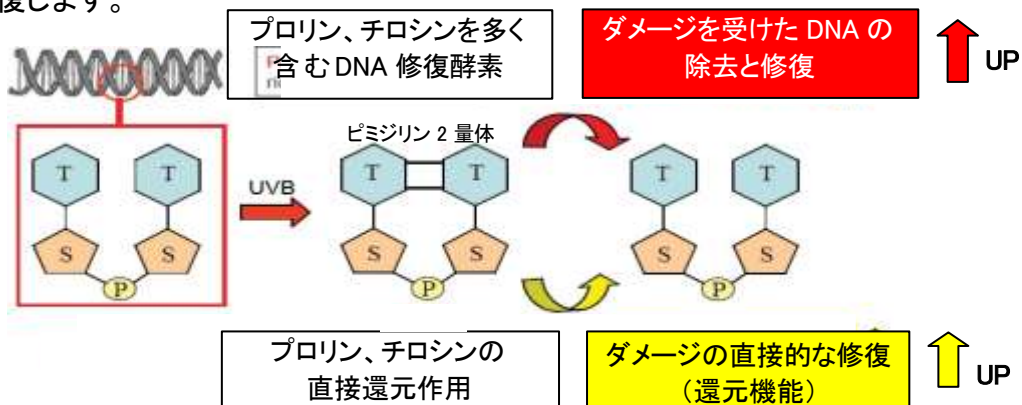 復します。
プロリン、チロシンを多く
含む DNA 修復酵素
ダメージを受けた DNA の
除去と修復
UP
ピミジリン 2 量体
T T
UVB
T T
T T
S S
S S
S S
P
P
P
プロリン、チロシンの
直接還元作用
ダメージの直接的な修復
（還元機能）
UP